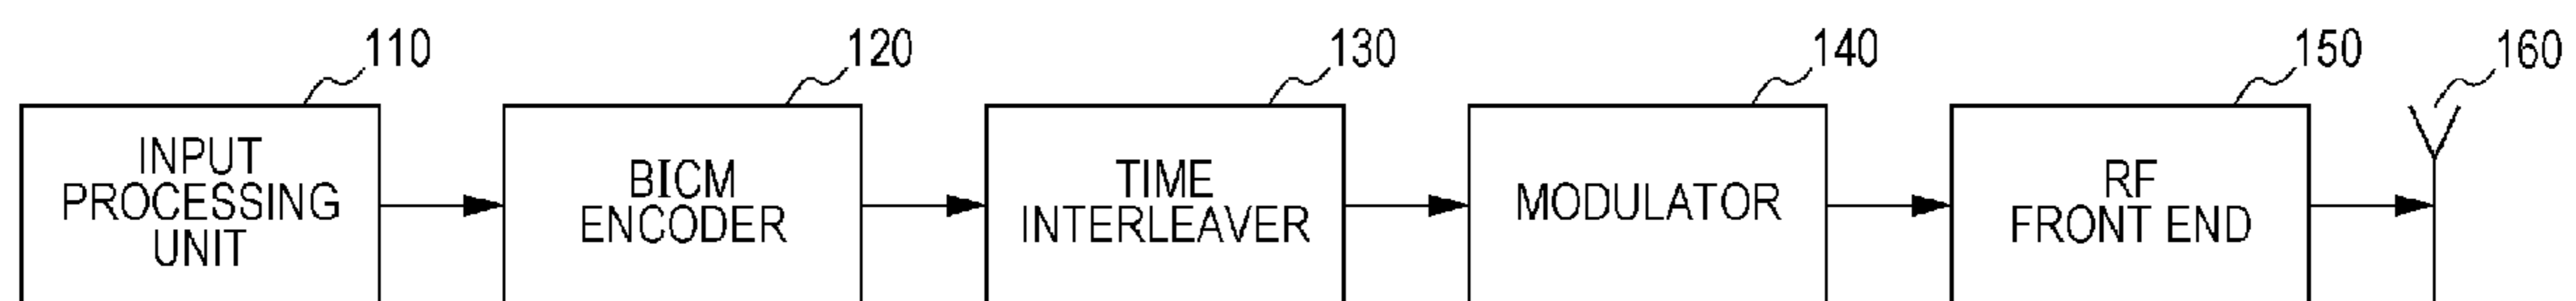 110
120
130
140
150
160
INPUT
PROCESSING
UNIT
BICM
ENCODER
TIME
INTERLEAVER
MODULATOR
RF
FRONT END